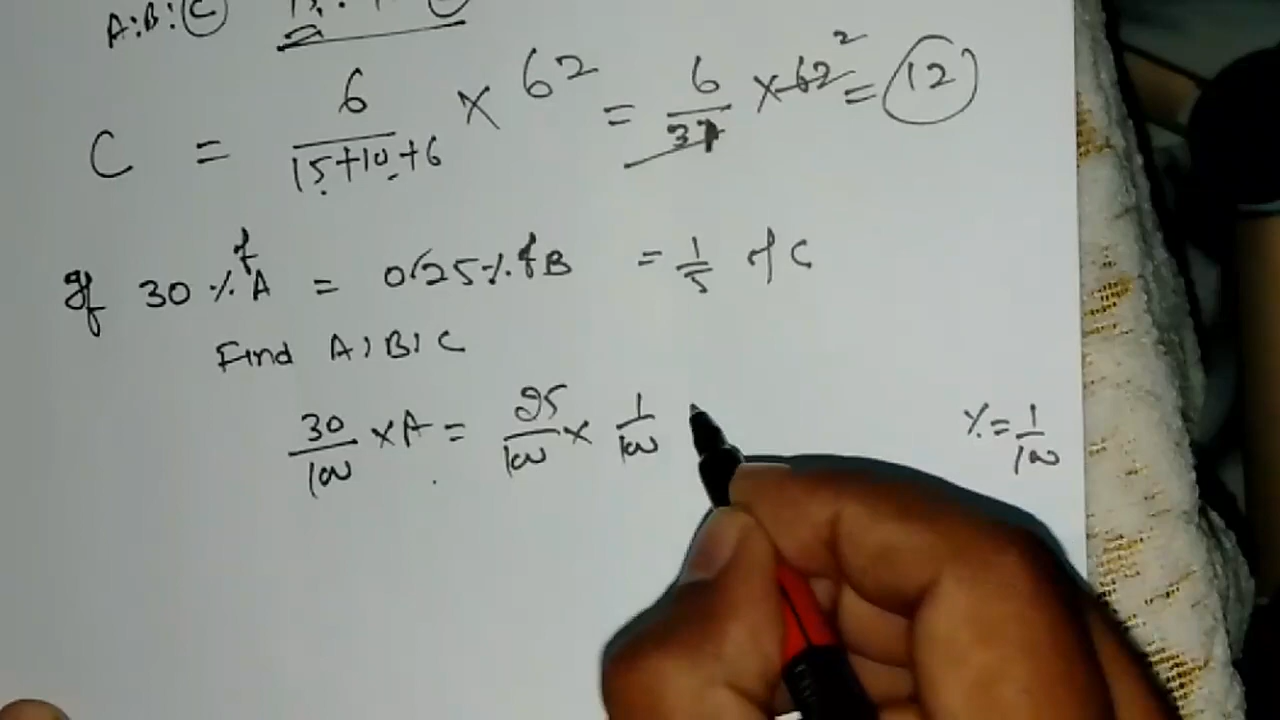 A:B:C
C = 6/15+10+6 × 62 = 6/31 × 62² = 12
If 30% of A = 0.25% of B = 1/5 of C
Find A:B:C
30/100 × A = 25/100 × 1/100
% = 1/100